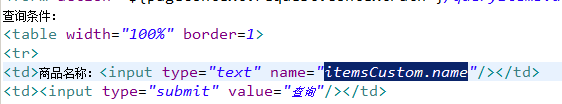 查询条件：
<table width="100%" border=1>
<tr>
<td>商品名称：<input type="text" name="itemsCustom.name"/></td>
<td><input type="submit" value="查询"/></td>